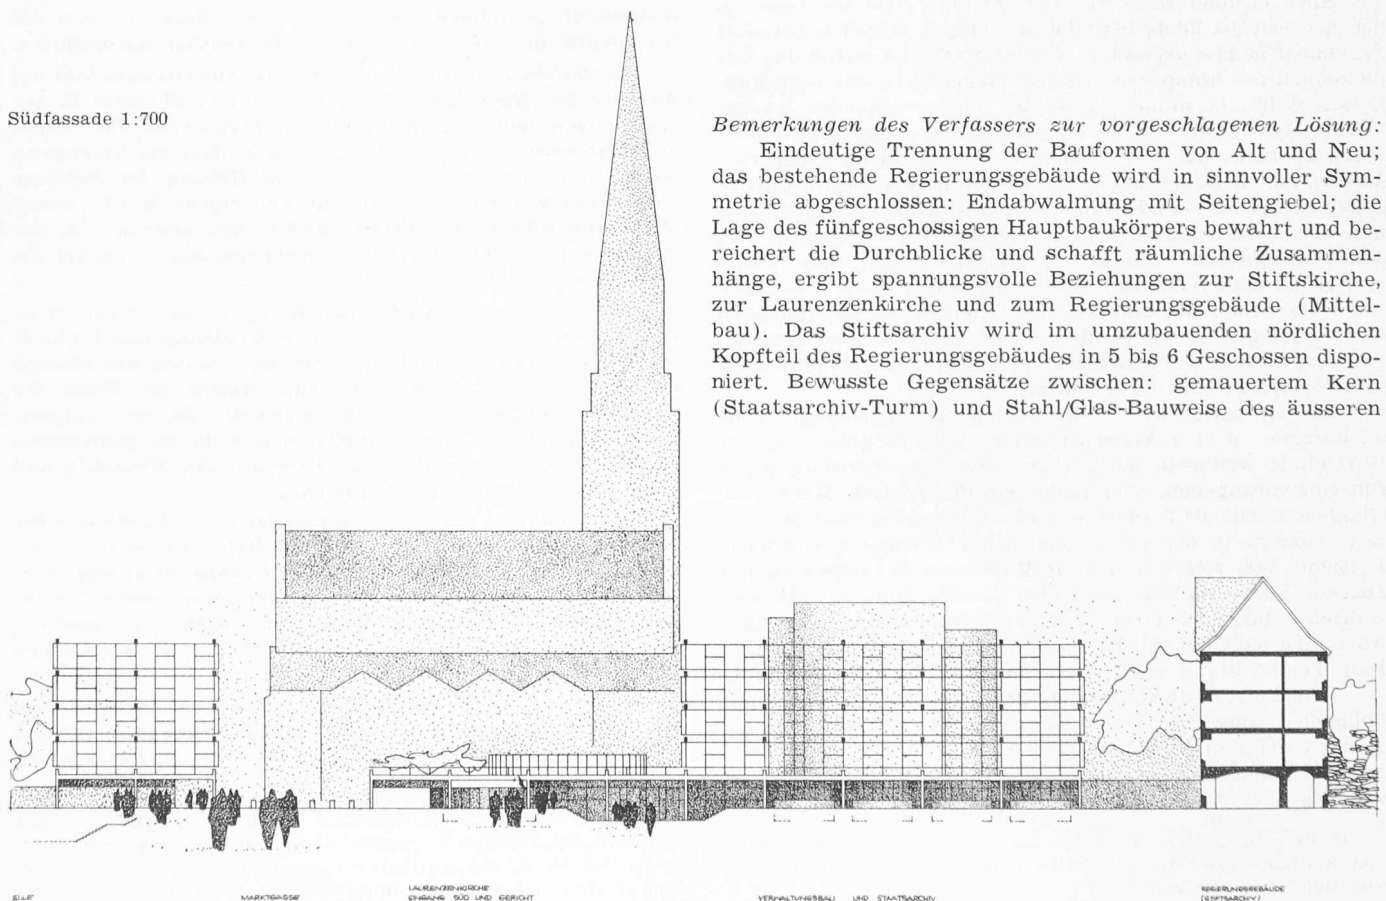 Südfassade 1:700
Bemerkungen des Verfassers zur vorgeschlagenen Lösung:
Eindeutige Trennung der Bauformen von Alt und Neu;
das bestehende Regierungsgebäude wird in sinnvoller Sym-
metrie abgeschlossen: Endabwalmung mit Seitengiebel; die
Lage des fünfgeschossigen Hauptbaukörpers bewahrt und be-
reichert die Durchblicke und schafft räumliche Zusammen-
hänge, ergibt spannungsvolle Beziehungen zur Stiftskirche,
zur Laurenzenkirche und zum Regierungsgebäude (Mittel-
bau). Das Stiftsarchiv wird im umzubauenden nördlichen
Kopfteil des Regierungsgebäudes in 5 bis 6 Geschossen dispo-
niert. Bewusste Gegensätze zwischen: gemauertem Kern
(Staatsarchiv-Turm) und Stahl/Glas-Bauweise des äusseren
MARKTGASSE
LAURENZENKIRCHE
EINGANG SÜD UND GERICHT
VERWALTUNGSBAU UND STAATSARCHIV
REGIERUNGSGEBÄUDE
(STIFTSARCHIV)